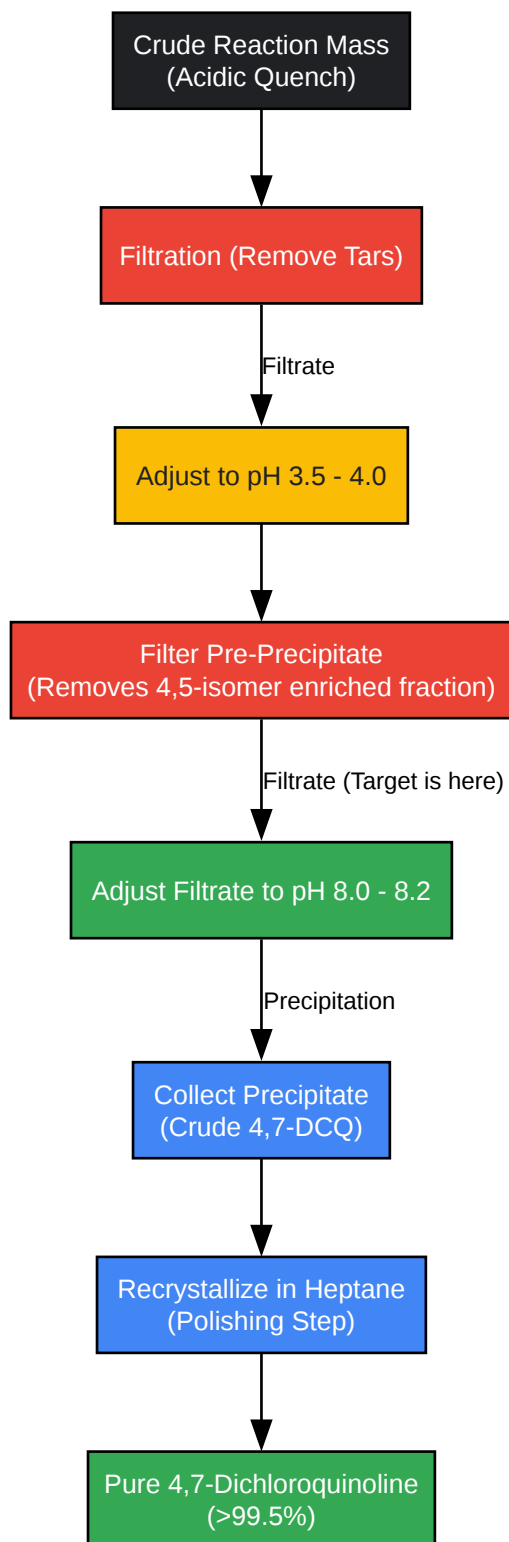 Crude Reaction Mass
(Acidic Quench)
Filtration (Remove Tars)
Filtrate
Adjust to pH 3.5 - 4.0
Filter Pre-Precipitate
(Removes 4,5-isomer enriched fraction)
Filtrate (Target is here)
Adjust Filtrate to pH 8.0 - 8.2
Precipitation
Collect Precipitate
(Crude 4,7-DCQ)
Recrystallize in Heptane
(Polishing Step)
Pure 4,7-Dichloroquinoline
(>99.5%)